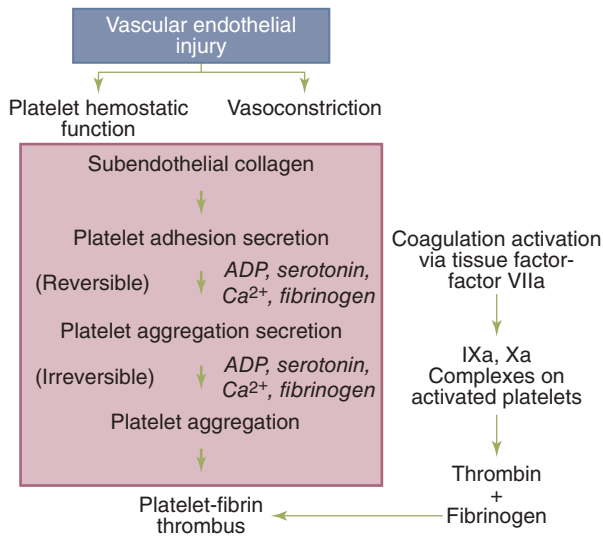 Vascular endothelial
injury
Platelet hemostatic
function
Vasoconstriction
Subendothelial collagen
Platelet adhesion secretion
(Reversible)
ADP, serotonin,
Ca²⁺, fibrinogen
Platelet aggregation secretion
(Irreversible)
ADP, serotonin,
Ca²⁺, fibrinogen
Platelet aggregation
Platelet-fibrin
thrombus
Coagulation activation
via tissue factor-
factor VIIa
IXa, Xa
Complexes on
activated platelets
Thrombin
+
Fibrinogen